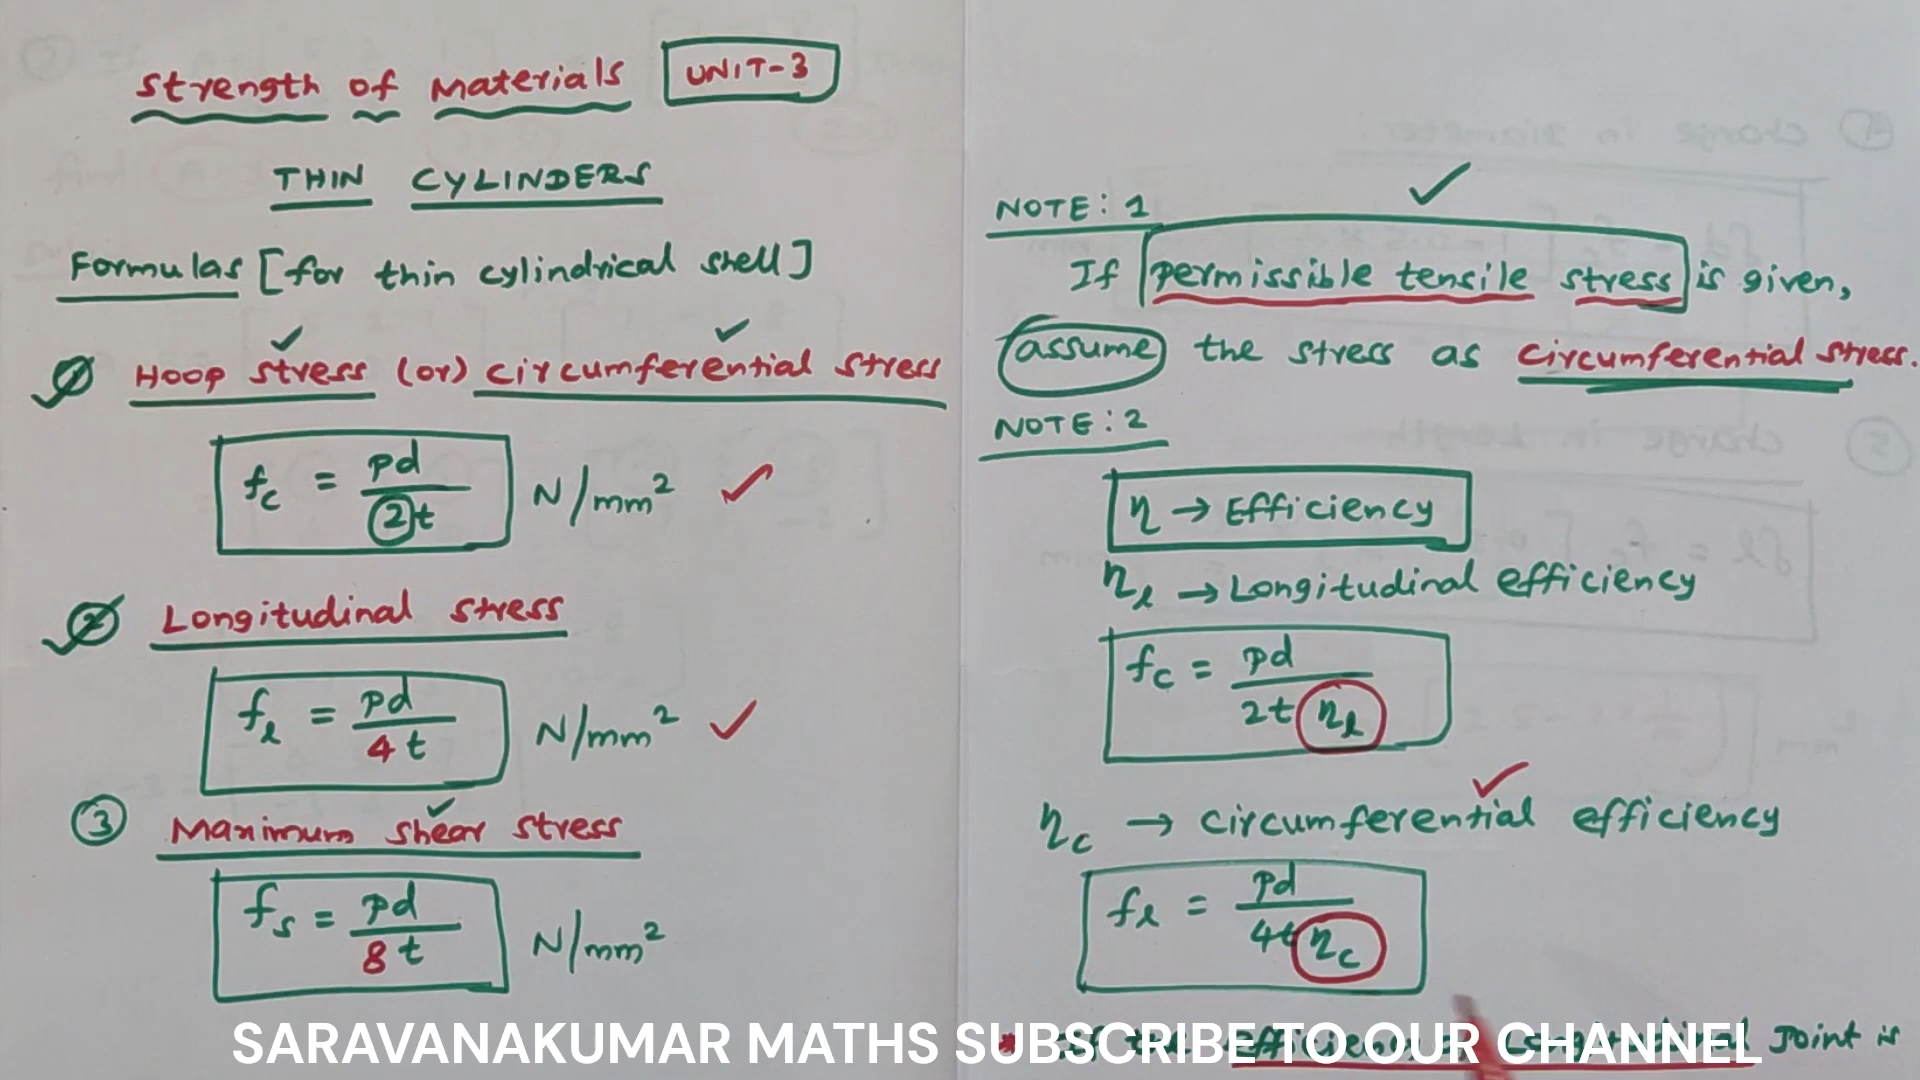 Strength of Materials UNIT-3
THIN CYLINDERS
Formulas [for thin cylindrical shell]
① Hoop stress (or) circumferential stress
fc = pd / 2t N/mm²
② Longitudinal stress
fl = pd / 4t N/mm²
③ Maximum shear stress
fs = pd / 8t N/mm²
NOTE: 1
If permissible tensile stress is given,
assume the stress as circumferential stress.
NOTE: 2
η → Efficiency
ηl → Longitudinal efficiency
fc = pd / 2t ηl
ηc → circumferential efficiency
fl = pd / 4t ηc
Joint is
SARAVANAKUMAR MATHS SUBSCRIBE TO OUR CHANNEL